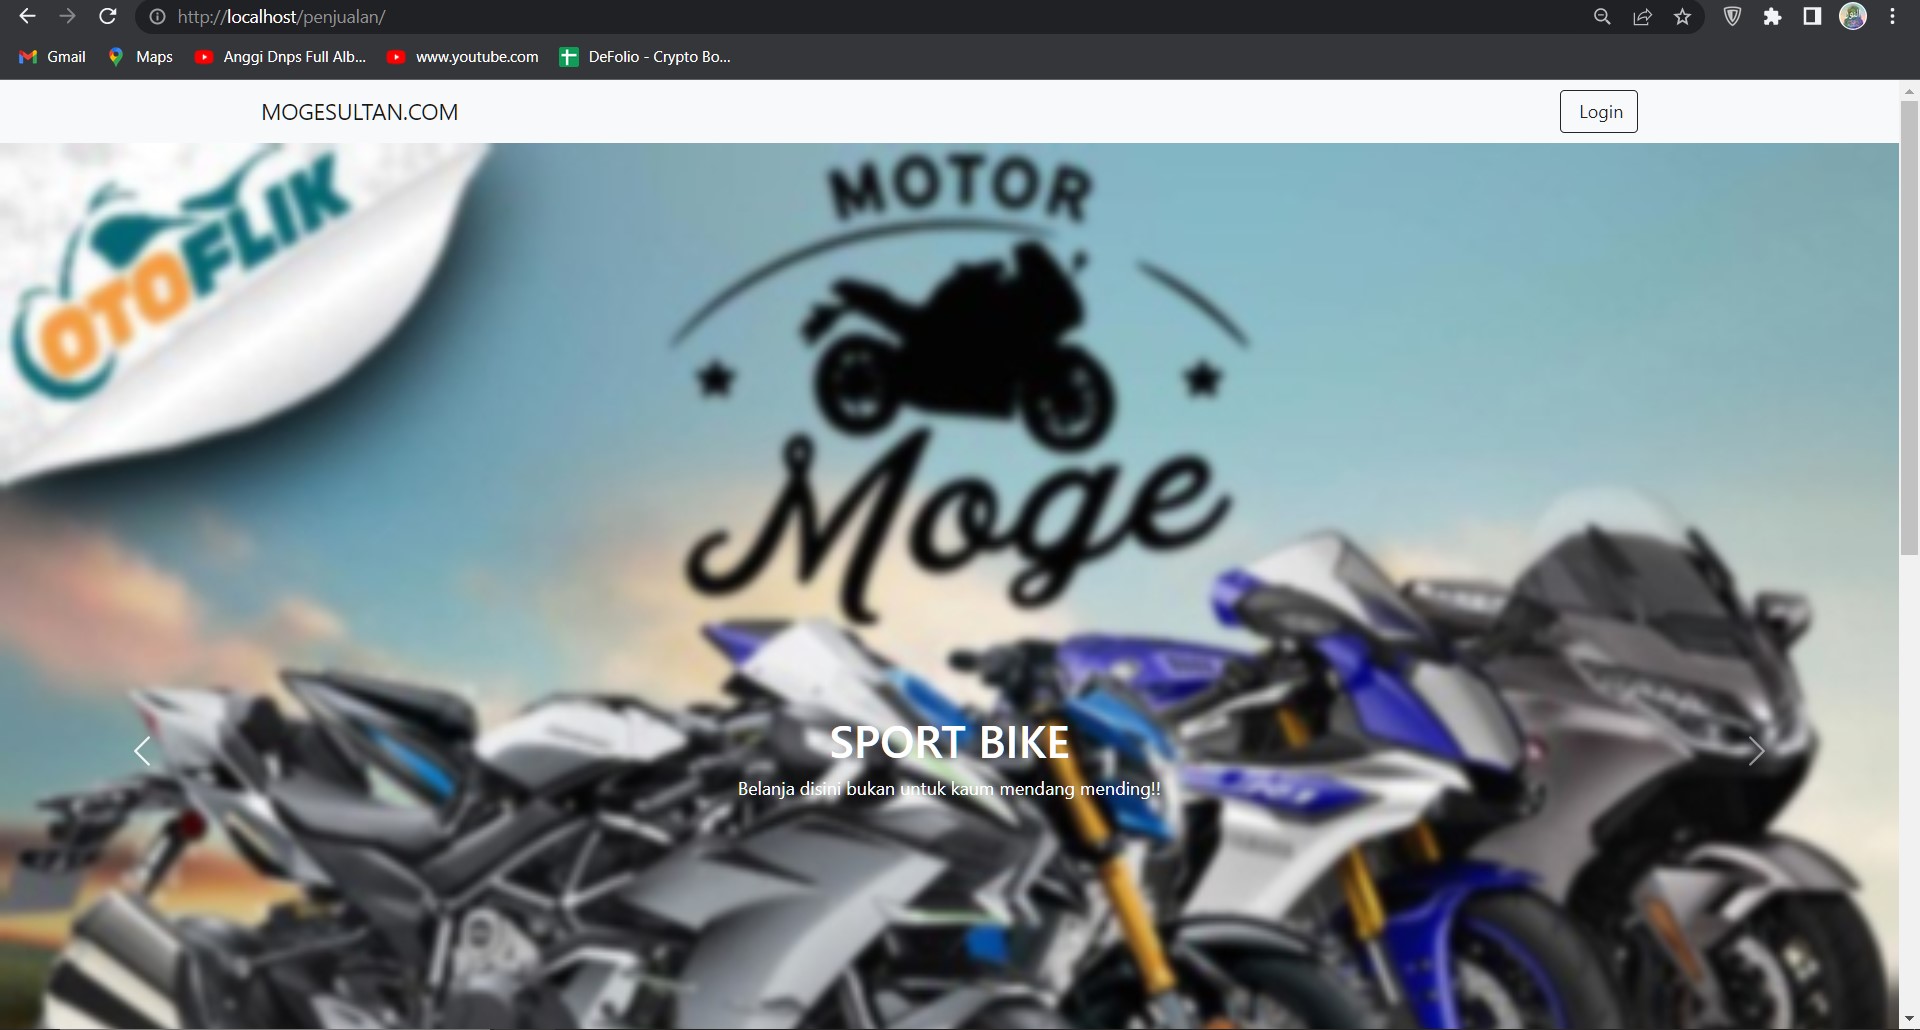 http://localhost/penjualan/
Gmail
Maps
Anggi Dnps Full Alb...
www.youtube.com
DeFolio - Crypto Bo...
MOGESULTAN.COM
Login
OTOFLIK
MOTOR
Moge
SPORT BIKE
Belanja disini bukan untuk kaum mendang mending!!